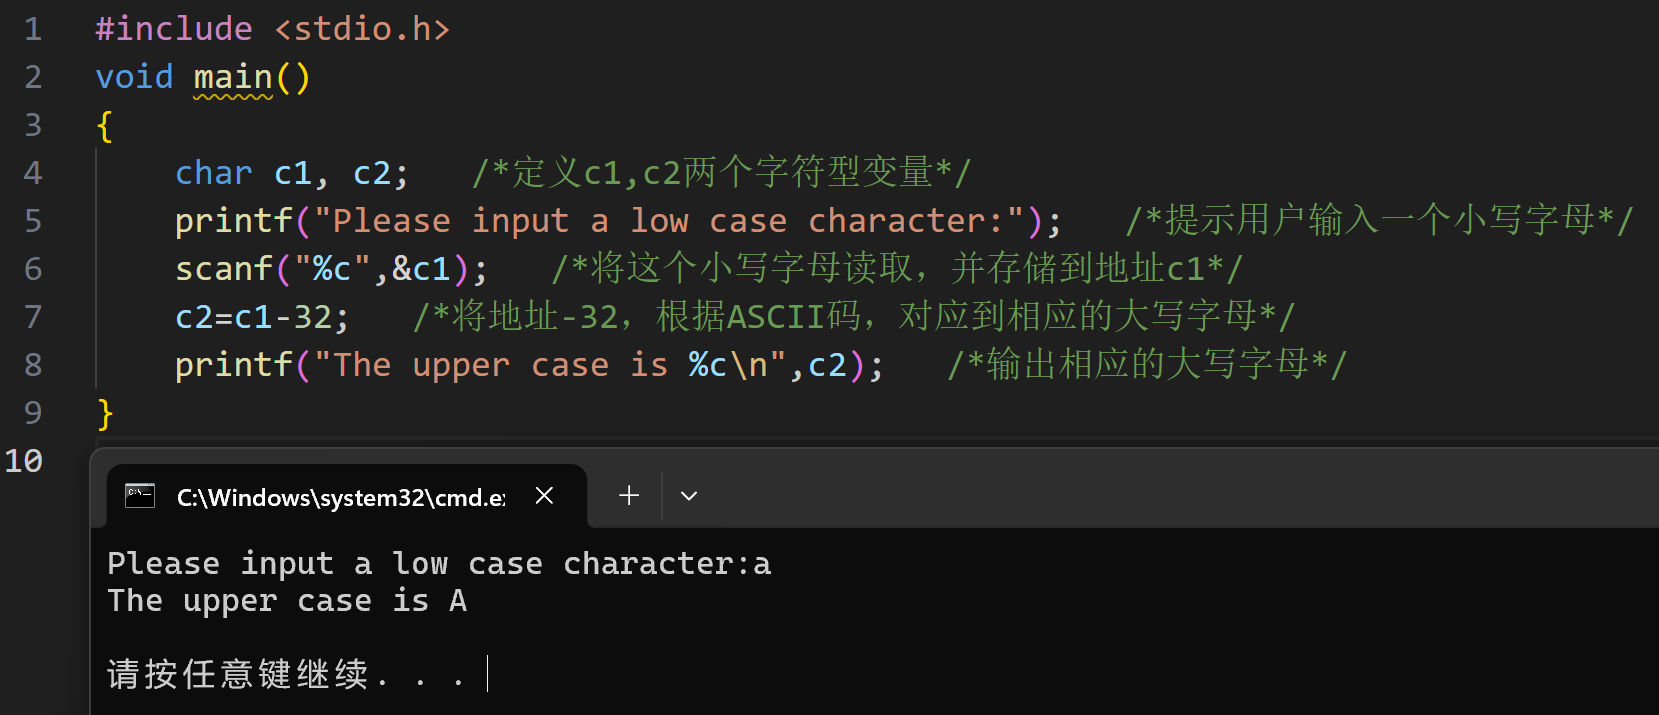 1 #include <stdio.h>
2 void main()
3 {
4 char c1, c2; /*定义c1,c2两个字符型变量*/
5 printf("Please input a low case character:"); /*提示用户输入一个小写字母*/
6 scanf("%c",&c1); /*将这个小写字母读取，并存储到地址c1*/
7 c2=c1-32; /*将地址-32，根据ASCII码，对应到相应的大写字母*/
8 printf("The upper case is %c\n",c2); /*输出相应的大写字母*/
9 }
10
C:\Windows\system32\cmd.e
Please input a low case character:a
The upper case is A
请按任意键继续. . .